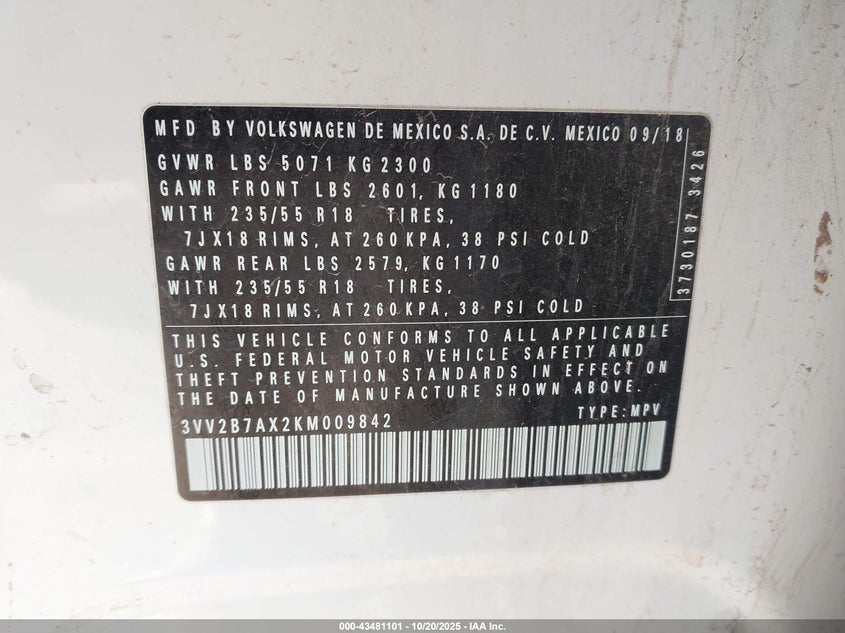 MFD BY VOLKSWAGEN DE MEXICO S.A. DE C.V. MEXICO 09/18
GVWR LBS 5071 KG 2300
GAWR FRONT LBS 2601, KG 1180
WITH 235/55 R18 TIRES,
7JX18 RIMS, AT 260 KPA, 38 PSI COLD
GAWR REAR LBS 2579, KG 1170
WITH 235/55 R18 TIRES,
7JX18 RIMS, AT 260 KPA, 38 PSI COLD
3730187 3426
THIS VEHICLE CONFORMS TO ALL APPLICABLE
U.S. FEDERAL MOTOR VEHICLE SAFETY AND
THEFT PREVENTION STANDARDS IN EFFECT ON
THE DATE OF MANUFACTURE SHOWN ABOVE.
3VV2B7AX2KM009842 TYPE: MPV
000-43481101 - 10/20/2025 - IAA Inc.